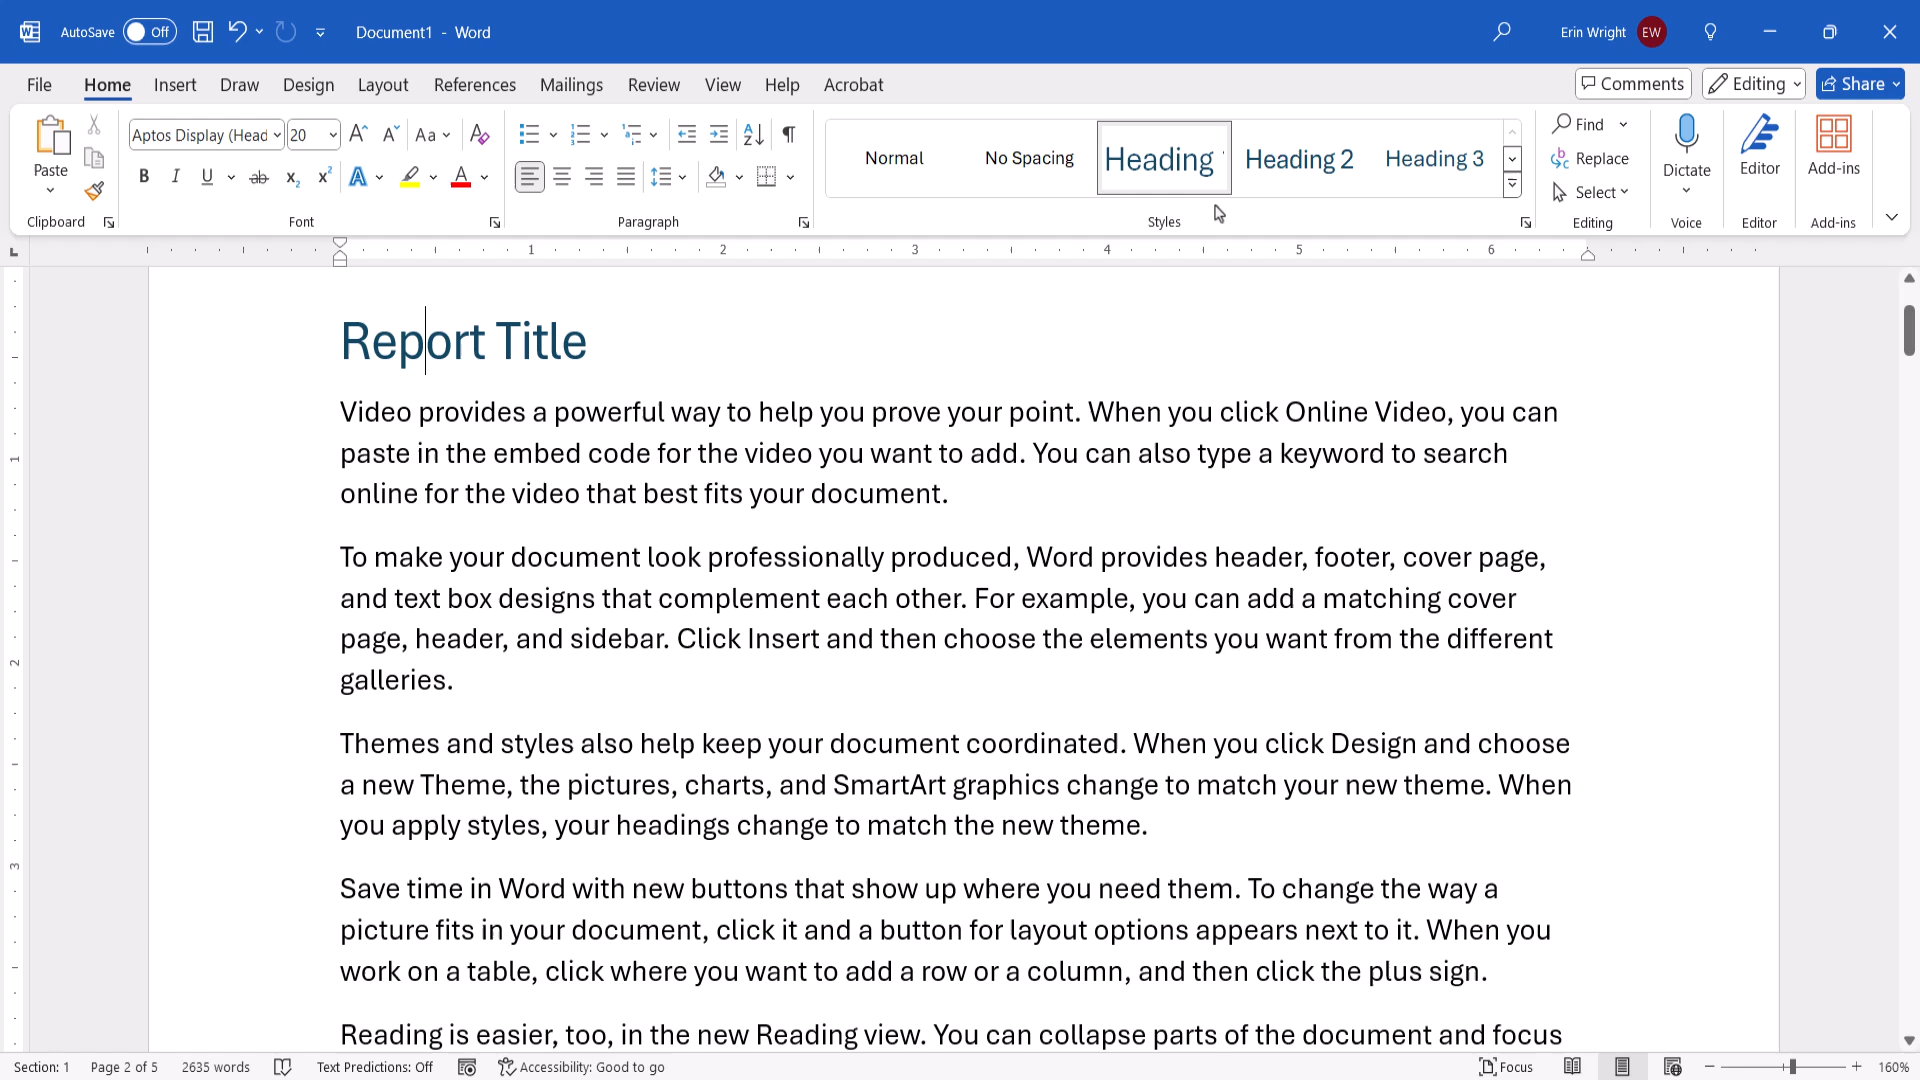 AutoSave Off Document1 - Word Erin Wright EW
File Home Insert Draw Design Layout References Mailings Review View Help Acrobat Comments Editing Share
Paste Aptos Display (Head 20 Aa Normal No Spacing Heading Heading 2 Heading 3 Find Replace Select Dictate Editor Add-ins
Clipboard Font Paragraph Styles Editing Voice Editor Add-ins
1 2 3 4 5 6
Report Title
Video provides a powerful way to help you prove your point. When you click Online Video, you can
paste in the embed code for the video you want to add. You can also type a keyword to search
online for the video that best fits your document.
To make your document look professionally produced, Word provides header, footer, cover page,
and text box designs that complement each other. For example, you can add a matching cover
page, header, and sidebar. Click Insert and then choose the elements you want from the different
galleries.
Themes and styles also help keep your document coordinated. When you click Design and choose
a new Theme, the pictures, charts, and SmartArt graphics change to match your new theme. When
you apply styles, your headings change to match the new theme.
Save time in Word with new buttons that show up where you need them. To change the way a
picture fits in your document, click it and a button for layout options appears next to it. When you
work on a table, click where you want to add a row or a column, and then click the plus sign.
Reading is easier, too, in the new Reading view. You can collapse parts of the document and focus
Section: 1 Page 2 of 5 2635 words Text Predictions: Off Accessibility: Good to go Focus 160%